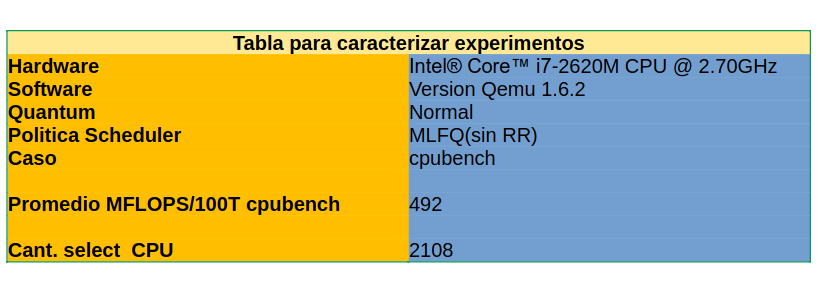 Tabla para caracterizar experimentos
Hardware Intel® Core™ i7-2620M CPU @ 2.70GHz
Software Version Qemu 1.6.2
Quantum Normal
Politica Scheduler MLFQ(sin RR)
Caso cpubench
Promedio MFLOPS/100T cpubench 492
Cant. select  CPU 2108